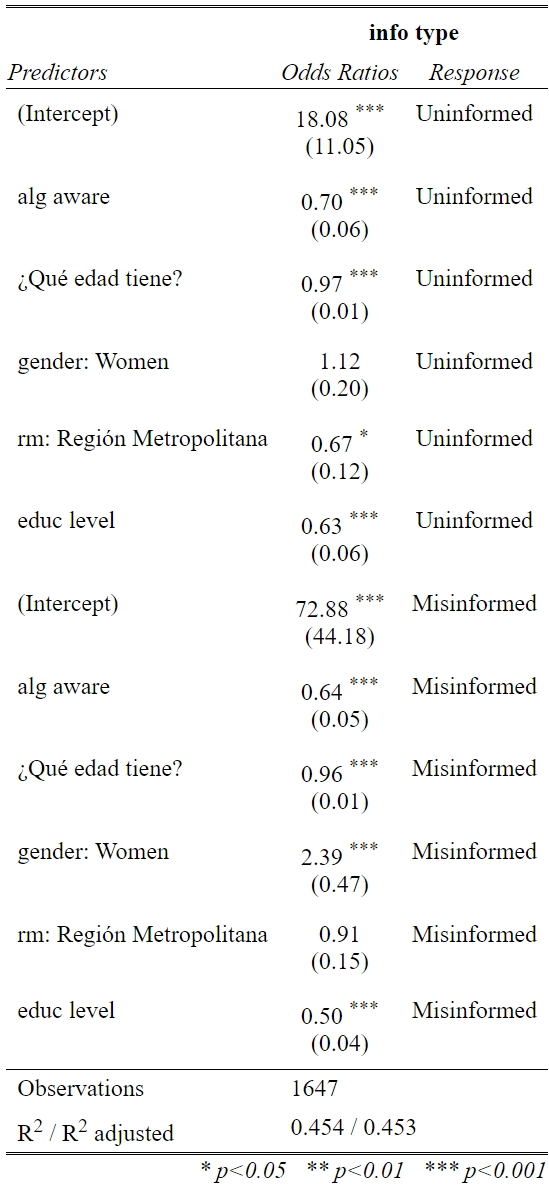 info type
Predictors Odds Ratios Response
(Intercept) 18.08 *** Uninformed
(11.05)
alg aware 0.70 *** Uninformed
(0.06)
¿Qué edad tiene? 0.97 *** Uninformed
(0.01)
gender: Women 1.12 Uninformed
(0.20)
rm: Región Metropolitana 0.67 * Uninformed
(0.12)
educ level 0.63 *** Uninformed
(0.06)
(Intercept) 72.88 *** Misinformed
(44.18)
alg aware 0.64 *** Misinformed
(0.05)
¿Qué edad tiene? 0.96 *** Misinformed
(0.01)
gender: Women 2.39 *** Misinformed
(0.47)
rm: Región Metropolitana 0.91 Misinformed
(0.15)
educ level 0.50 *** Misinformed
(0.04)
Observations 1647
R2 / R2 adjusted 0.454 / 0.453
* p<0.05 ** p<0.01 *** p<0.001